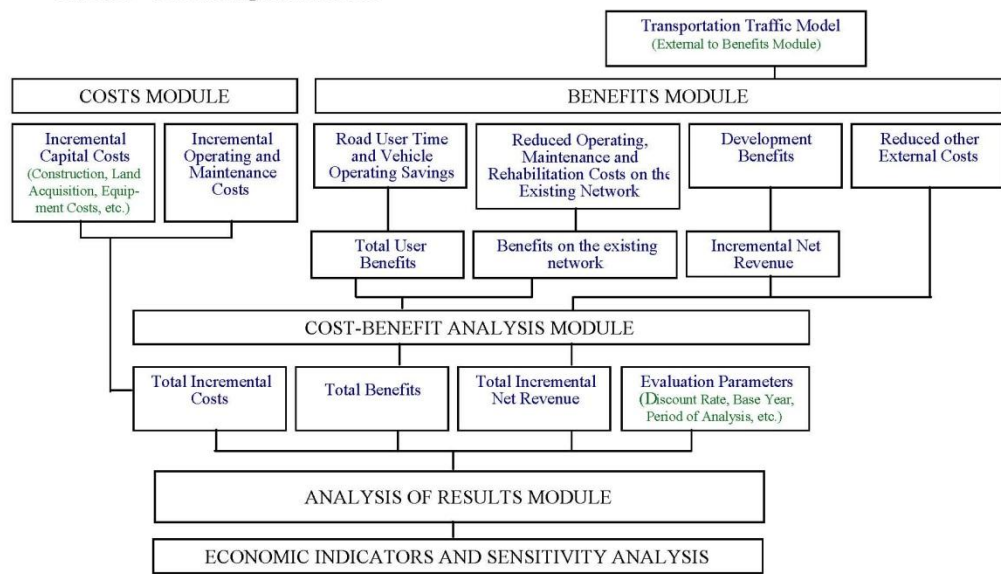 Transportation Traffic Model
(External to Benefits Module)
COSTS MODULE
BENEFITS MODULE
Incremental
Capital Costs
(Construction, Land
Acquisition, Equip-
ment Costs, etc.)
Incremental
Operating and
Maintenance
Costs
Road User Time
and Vehicle
Operating Savings
Reduced Operating,
Maintenance and
Rehabilitation Costs on the
Existing Network
Development
Benefits
Reduced other
External Costs
Total User
Benefits
Benefits on the existing
network
Incremental Net
Revenue
COST-BENEFIT ANALYSIS MODULE
Total Incremental
Costs
Total Benefits
Total Incremental
Net Revenue
Evaluation Parameters
(Discount Rate, Base Year,
Period of Analysis, etc.)
ANALYSIS OF RESULTS MODULE
ECONOMIC INDICATORS AND SENSITIVITY ANALYSIS